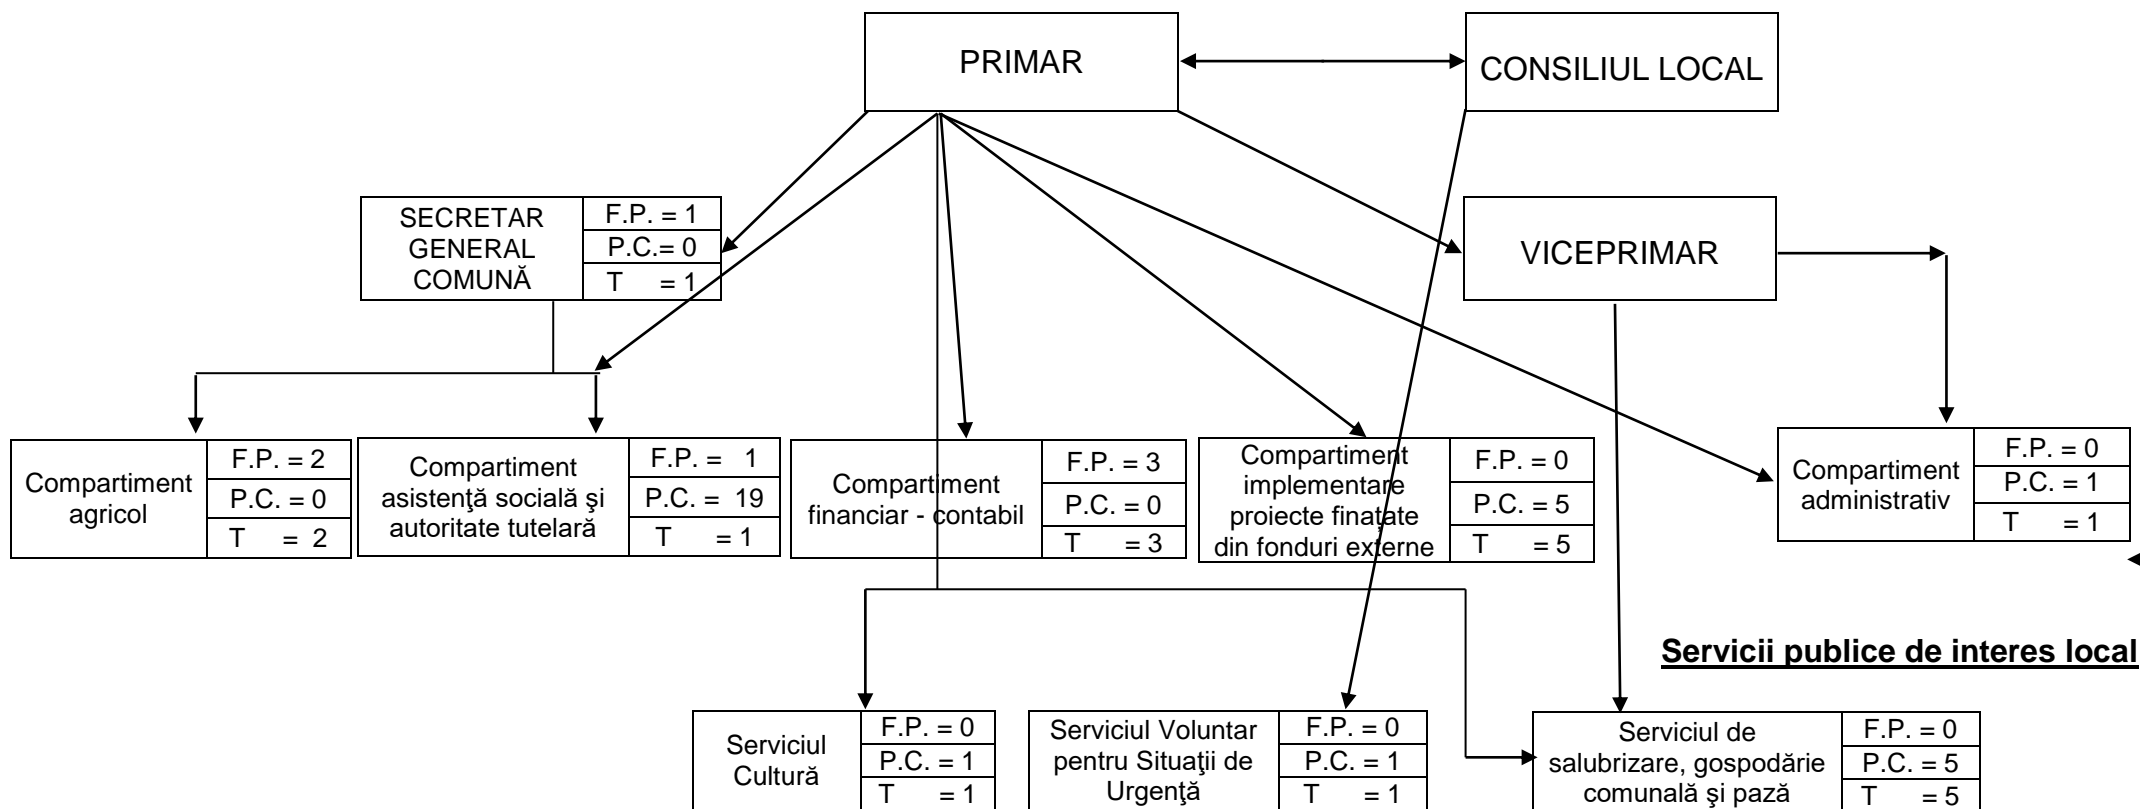 PRIMAR
CONSILIUL LOCAL
SECRETAR
GENERAL
COMUNĂ
F.P. = 1
P.C.= 0
T = 1
VICEPRIMAR
Compartiment
agricol
F.P. = 2
P.C. = 0
T = 2
Compartiment
asistenţă socială şi
autoritate tutelară
F.P. = 1
P.C. = 19
T = 1
Compartiment
financiar - contabil
F.P. = 3
P.C. = 0
T = 3
Compartiment
implementare
proiecte finaţate
din fonduri externe
F.P. = 0
P.C. = 5
T = 5
Compartiment
administrativ
F.P. = 0
P.C. = 1
T = 1
Servicii publice de interes local
Serviciul
Cultură
F.P. = 0
P.C. = 1
T = 1
Serviciul Voluntar
pentru Situaţii de
Urgenţă
F.P. = 0
P.C. = 1
T = 1
Serviciul de
salubrizare, gospodărie
comunală şi pază
F.P. = 0
P.C. = 5
T = 5